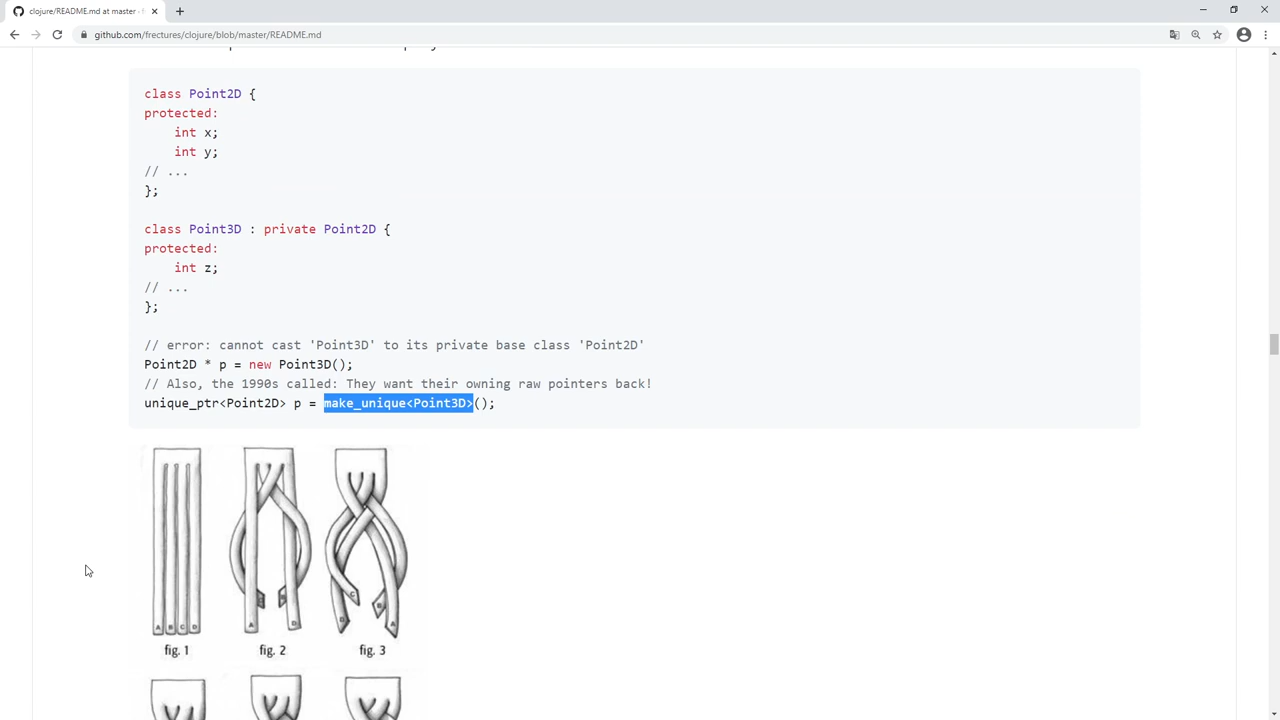 clojure/README.md at master · f
github.com/frectures/clojure/blob/master/README.md
class Point2D {
protected:
    int x;
    int y;
// ...
};
class Point3D : private Point2D {
protected:
    int z;
// ...
};
// error: cannot cast 'Point3D' to its private base class 'Point2D'
Point2D * p = new Point3D();
// Also, the 1990s called: They want their owning raw pointers back!
unique_ptr<Point2D> p = make_unique<Point3D>();
A B C D
A D
C
D B A
fig. 1 fig. 2 fig. 3